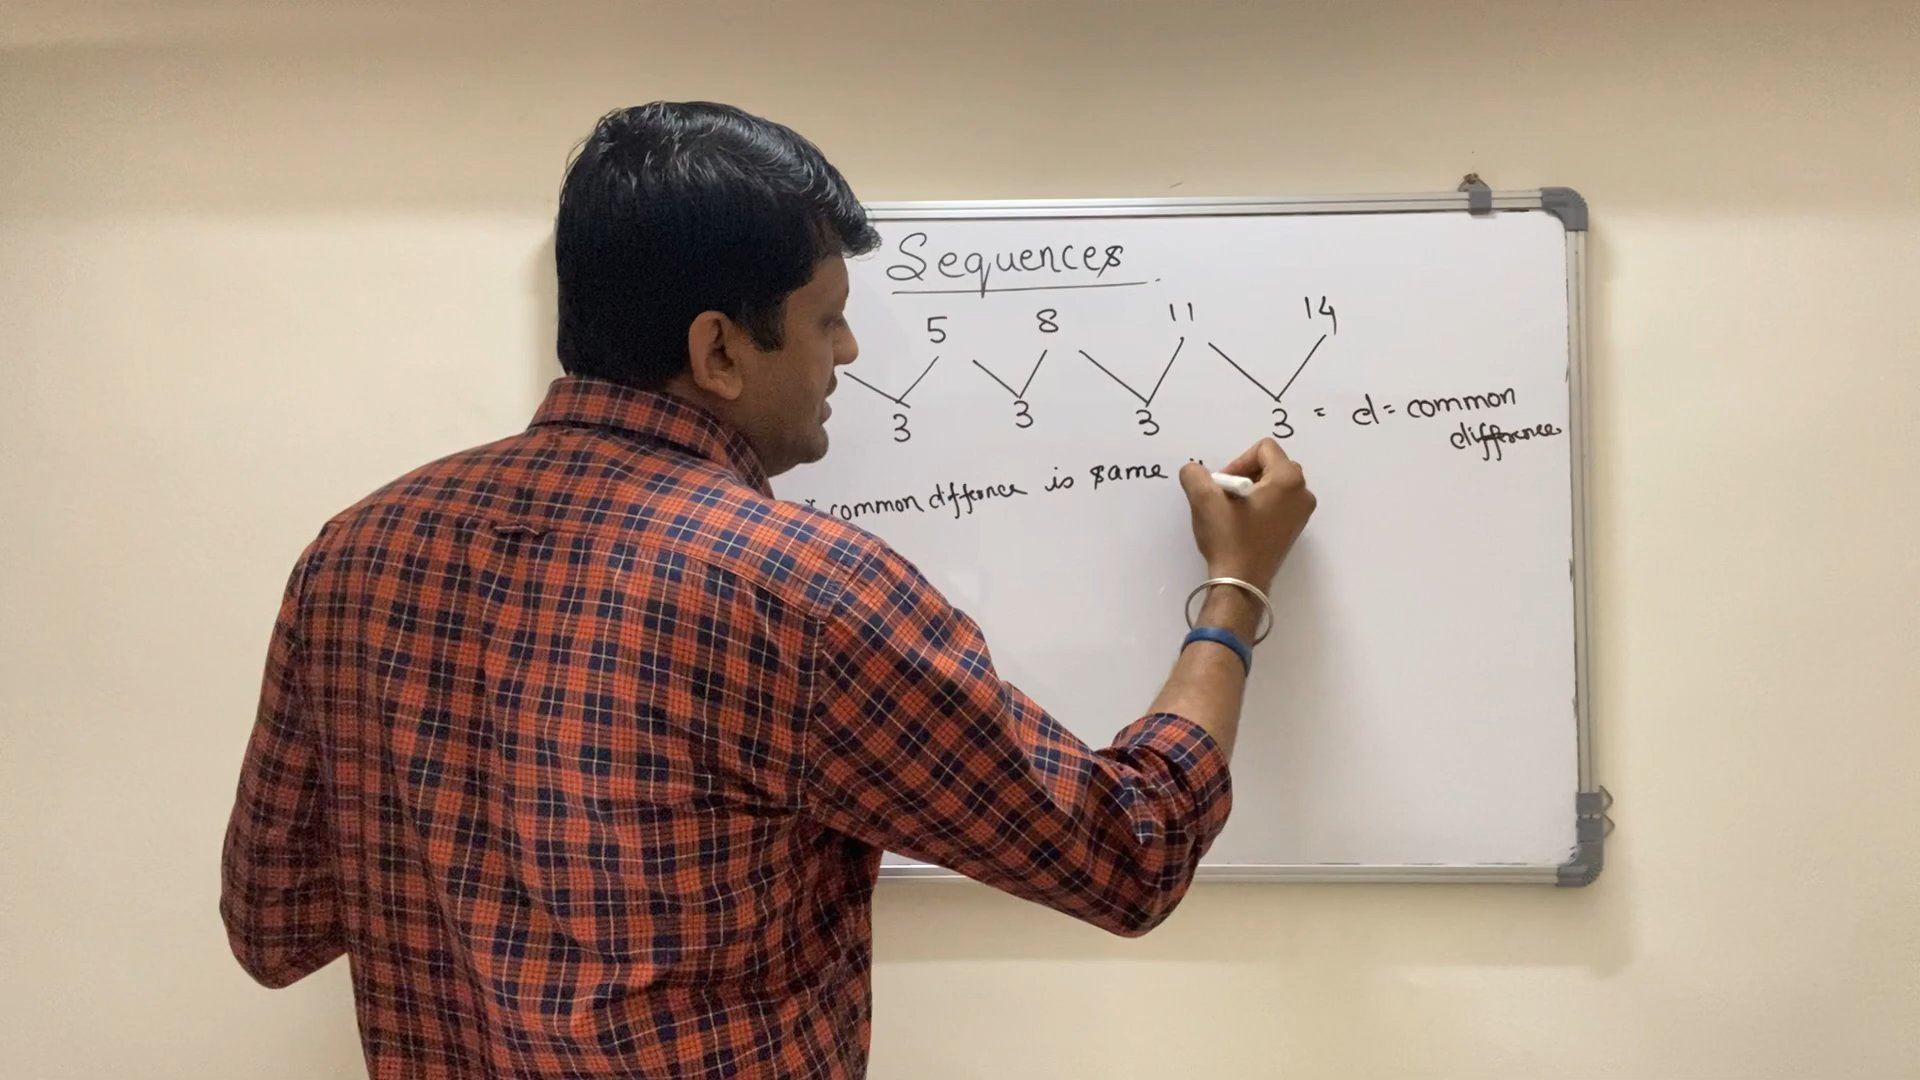 Sequences
5 8 11 14
3 3 3 3 = d = common
difference
* common differnce is same